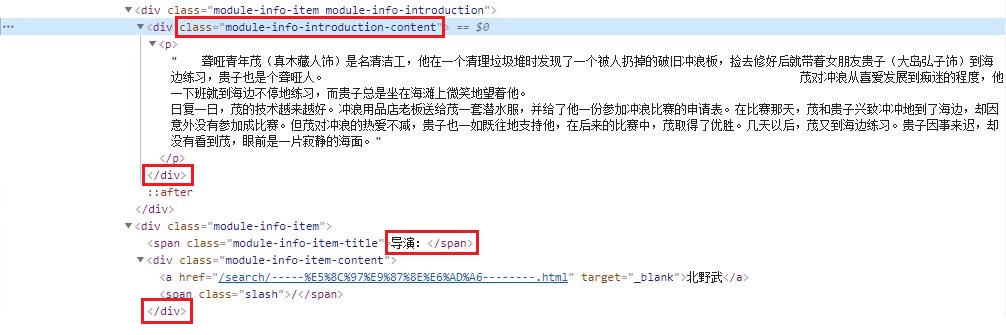 ▼<div class="module-info-item module-info-introduction">
··· ▼<div class="module-info-introduction-content"> == $0
▼<p>
" 聋哑青年茂（真木藏人饰）是名清洁工，他在一个清理垃圾堆时发现了一个被人扔掉的破旧冲浪板，捡去修好后就带着女朋友贵子（大岛弘子饰）到海
边练习，贵子也是个聋哑人。 茂对冲浪从喜爱发展到痴迷的程度，他
一下班就到海边不停地练习，而贵子总是坐在海滩上微笑地望着他。
日复一日，茂的技术越来越好。冲浪用品店老板送给茂一套潜水服，并给了他一份参加冲浪比赛的申请表。在比赛那天，茂和贵子兴致冲冲地到了海边，却因
意外没有参加成比赛。但茂对冲浪的热爱不减，贵子也一如既往地支持他，在后来的比赛中，茂取得了优胜。几天以后，茂又到海边练习。贵子因事来迟，却
没有看到茂，眼前是一片寂静的海面。"
</p>
</div>
::after
</div>
▼<div class="module-info-item">
<span class="module-info-item-title">导演：</span>
▼<div class="module-info-item-content">
<a href="/search/-----%E5%8C%97%E9%87%8E%E6%AD%A6--------.html" target="_blank">北野武</a>
<span class="slash">/</span>
</div>